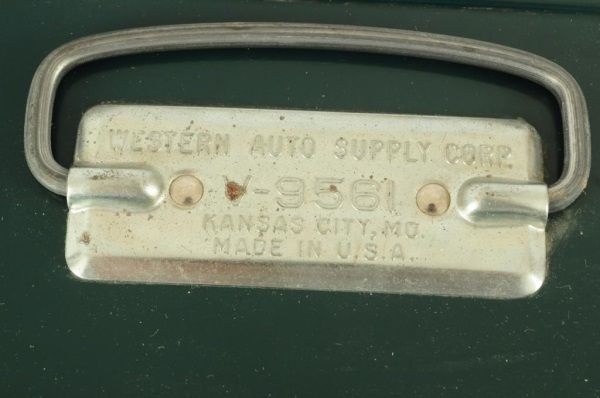 WESTERN AUTO SUPPLY CORP.
V-9561
KANSAS CITY, MO.
MADE IN U.S.A.